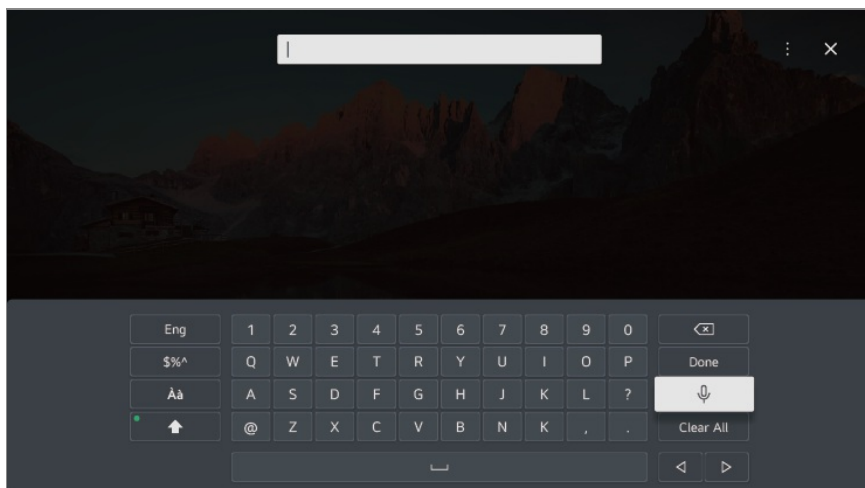 Eng 1 2 3 4 5 6 7 8 9 0
$%^ Q W E T R Y U I O P Done
Àà A S D F G H J K L ?
@ Z X C V B N K , . Clear All